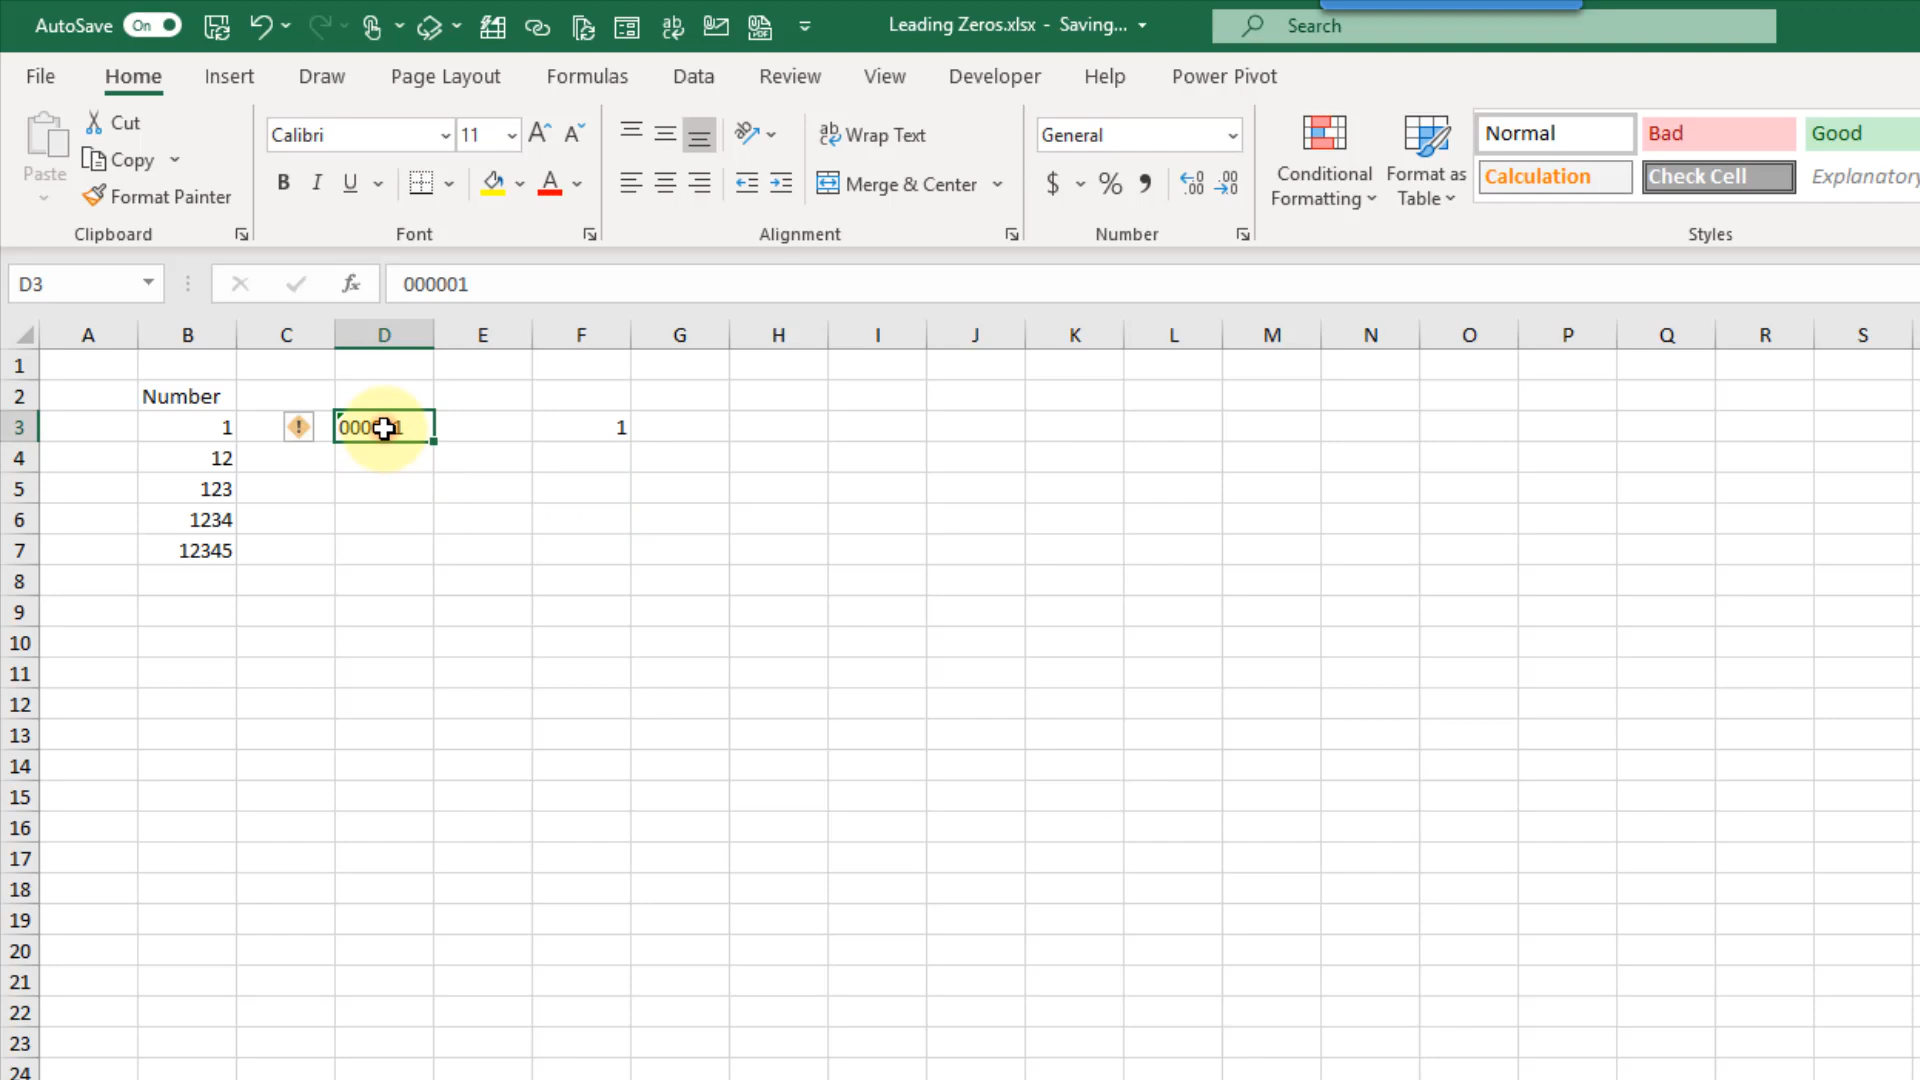 AutoSave On Leading Zeros.xlsx - Saving... Search
File Home Insert Draw Page Layout Formulas Data Review View Developer Help Power Pivot
Paste
Cut
Copy
Format Painter
Clipboard
Calibri 11
B I U
Font
Wrap Text
Merge & Center
Alignment
General
$ % 9
Number
Conditional Formatting
Format as Table
Normal Bad Good
Calculation Check Cell Explanatory
Styles
D3 fx 000001
A B C D E F G H I J K L M N O P Q R S
1
2 Number
3 1 000001 1
4 12
5 123
6 1234
7 12345
8
9
10
11
12
13
14
15
16
17
18
19
20
21
22
23
24